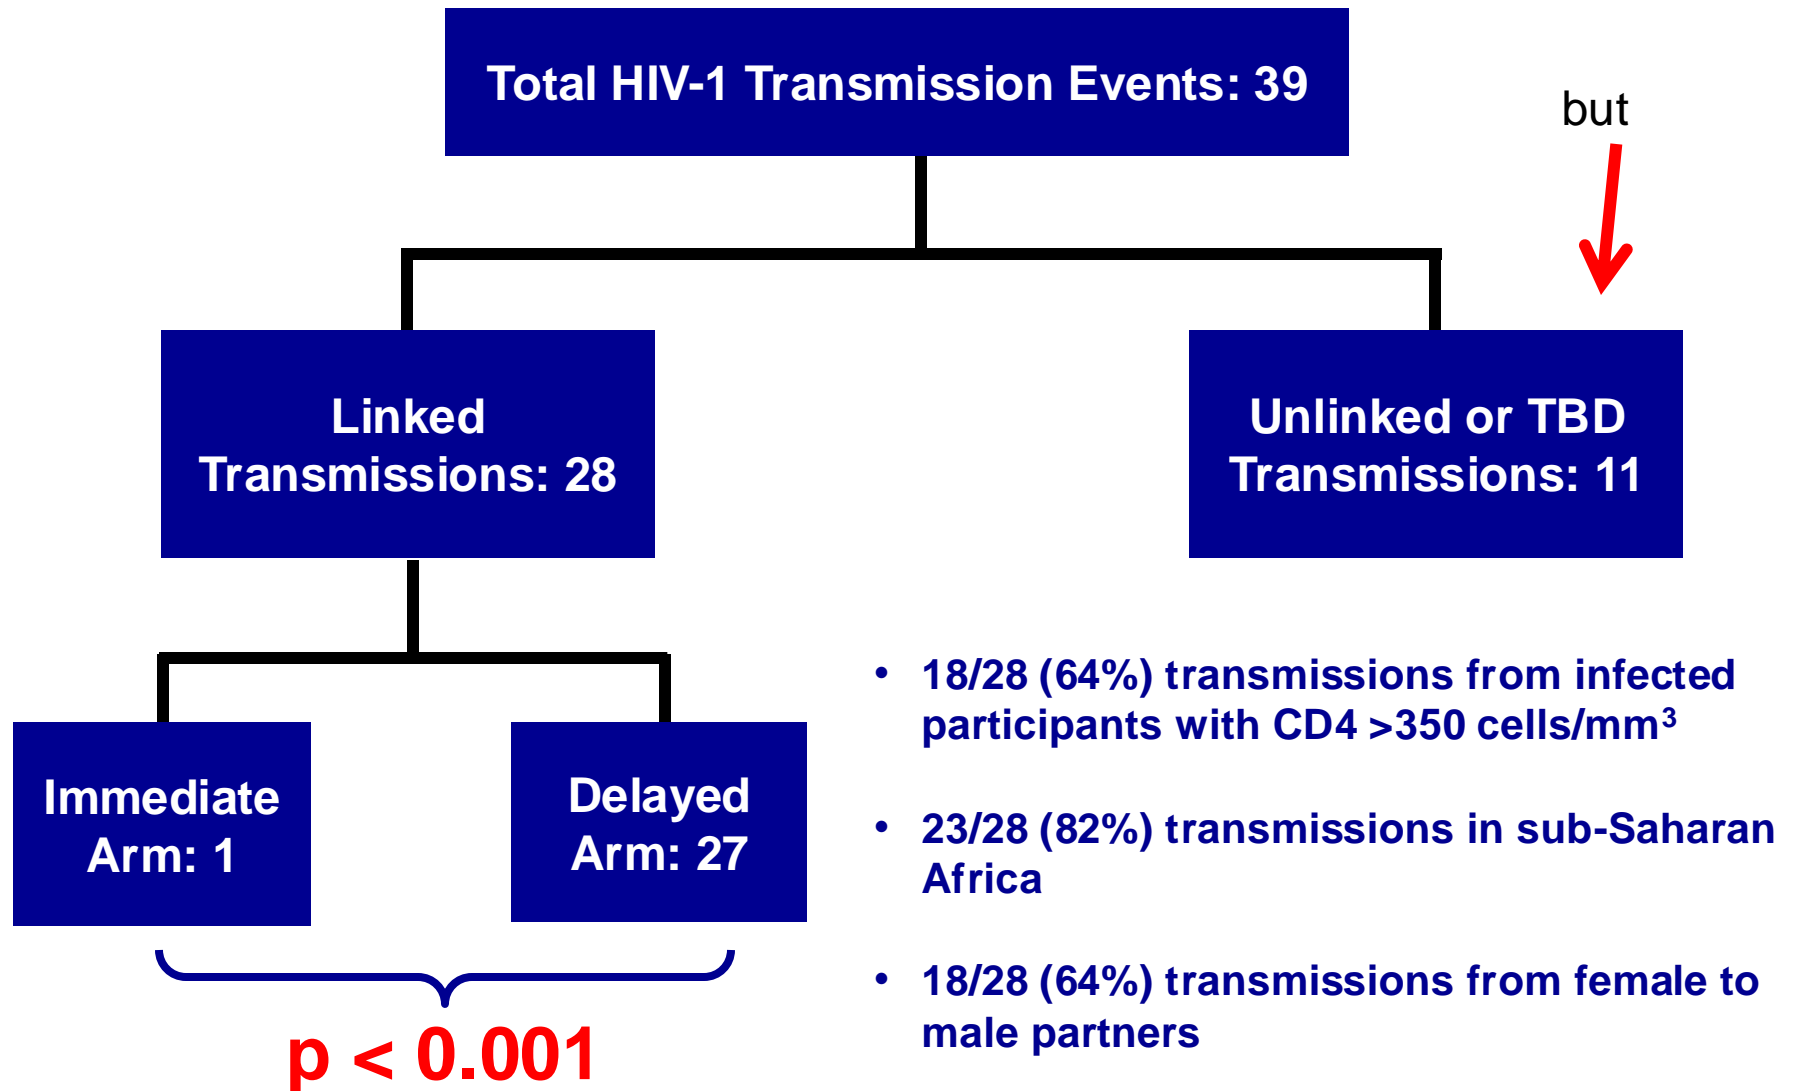 Total HIV-1 Transmission Events: 39
but
Linked
Transmissions: 28
Unlinked or TBD
Transmissions: 11
Immediate
Arm: 1
Delayed
Arm: 27
p < 0.001
• 18/28 (64%) transmissions from infected
participants with CD4 >350 cells/mm³
• 23/28 (82%) transmissions in sub-Saharan
Africa
• 18/28 (64%) transmissions from female to
male partners